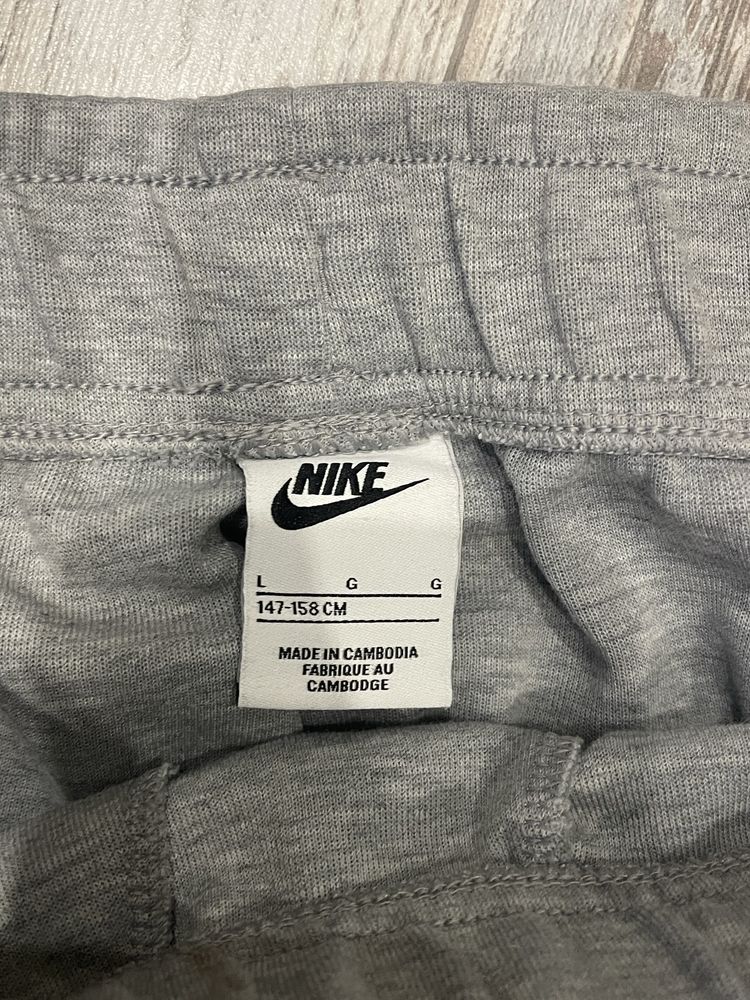 NIKE
L G G
147-158 CM
MADE IN CAMBODIA
FABRIQUE AU
CAMBODGE